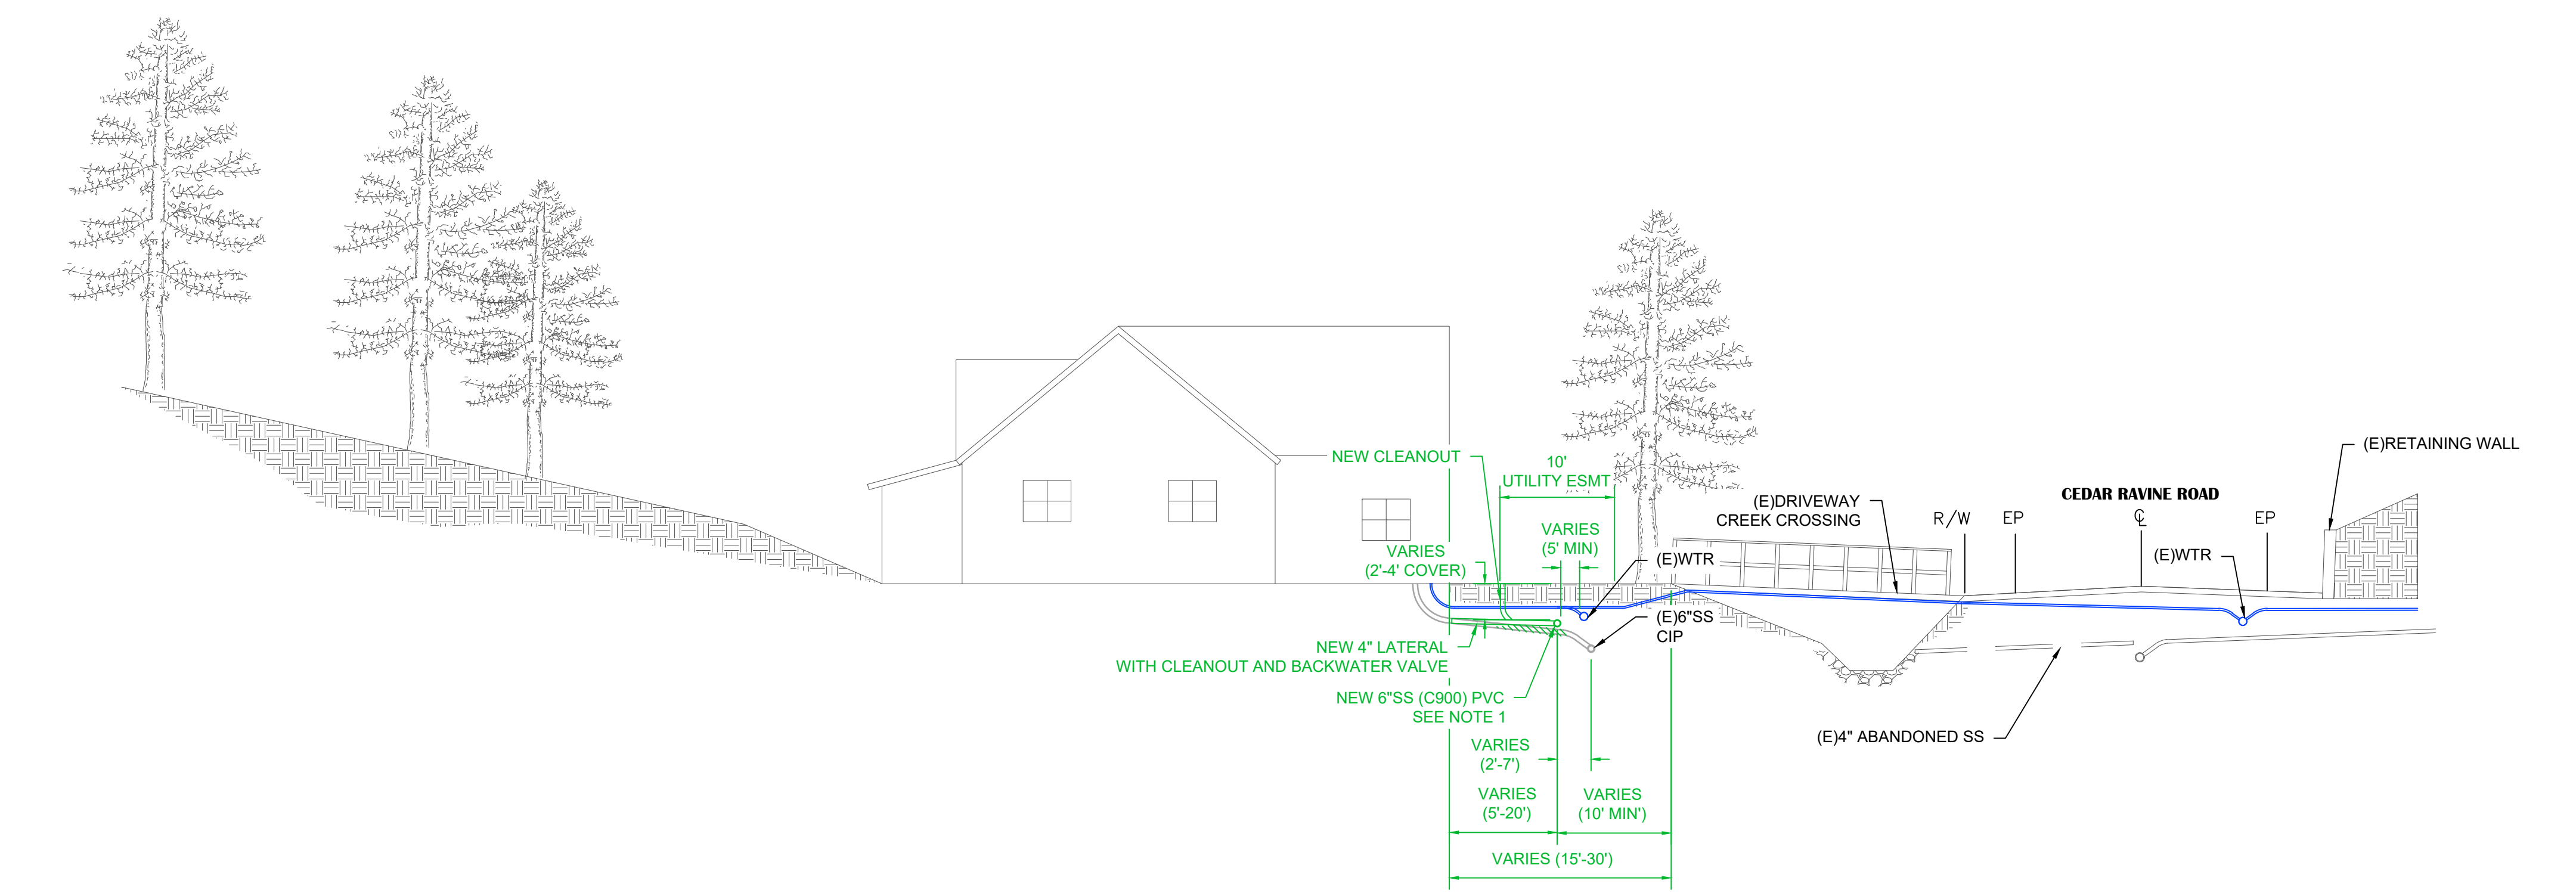 NEW CLEANOUT
10'
UTILITY ESMT
VARIES
(5' MIN)
VARIES
(2'-4' COVER)
(E)WTR
(E)6"SS
CIP
NEW 4" LATERAL
WITH CLEANOUT AND BACKWATER VALVE
NEW 6"SS (C900) PVC
SEE NOTE 1
VARIES
(2'-7')
VARIES
(5'-20')
VARIES
(10' MIN')
VARIES (15'-30')
(E)DRIVEWAY
CREEK CROSSING
R/W
EP
CEDAR RAVINE ROAD
℄
EP
(E)WTR
(E)RETAINING WALL
(E)4" ABANDONED SS